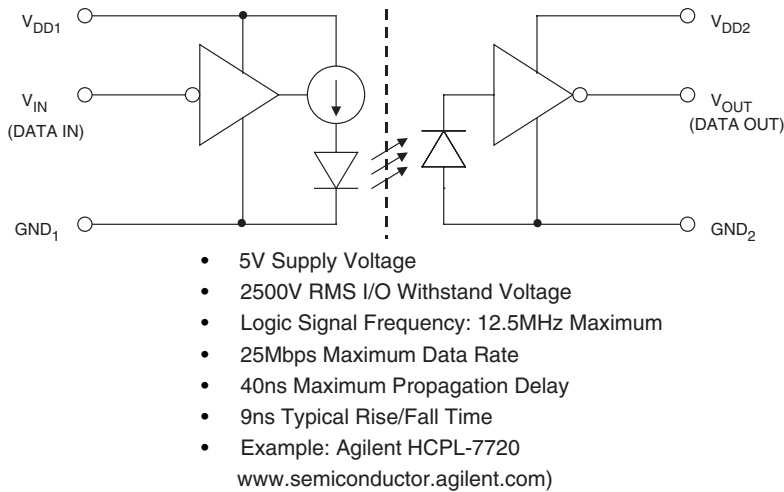 V_DD1
V_DD2
V_IN
(DATA IN)
V_OUT
(DATA OUT)
GND_1
GND_2
• 5V Supply Voltage
• 2500V RMS I/O Withstand Voltage
• Logic Signal Frequency: 12.5MHz Maximum
• 25Mbps Maximum Data Rate
• 40ns Maximum Propagation Delay
• 9ns Typical Rise/Fall Time
• Example: Agilent HCPL-7720
www.semiconductor.agilent.com)